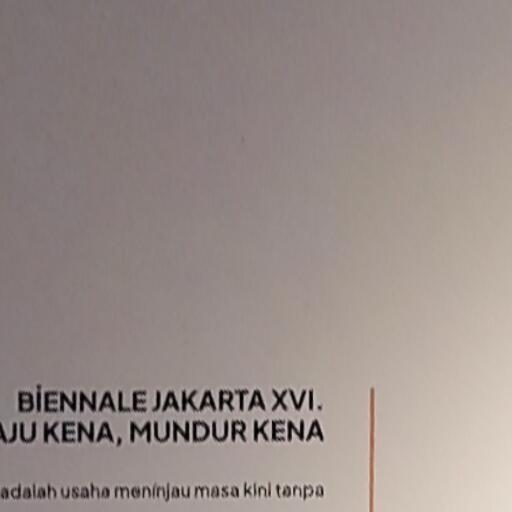 BİENNALE JAKARTA XVI.
AJU KENA, MUNDUR KENA
adalah usaha meninjau masa kini tanpa